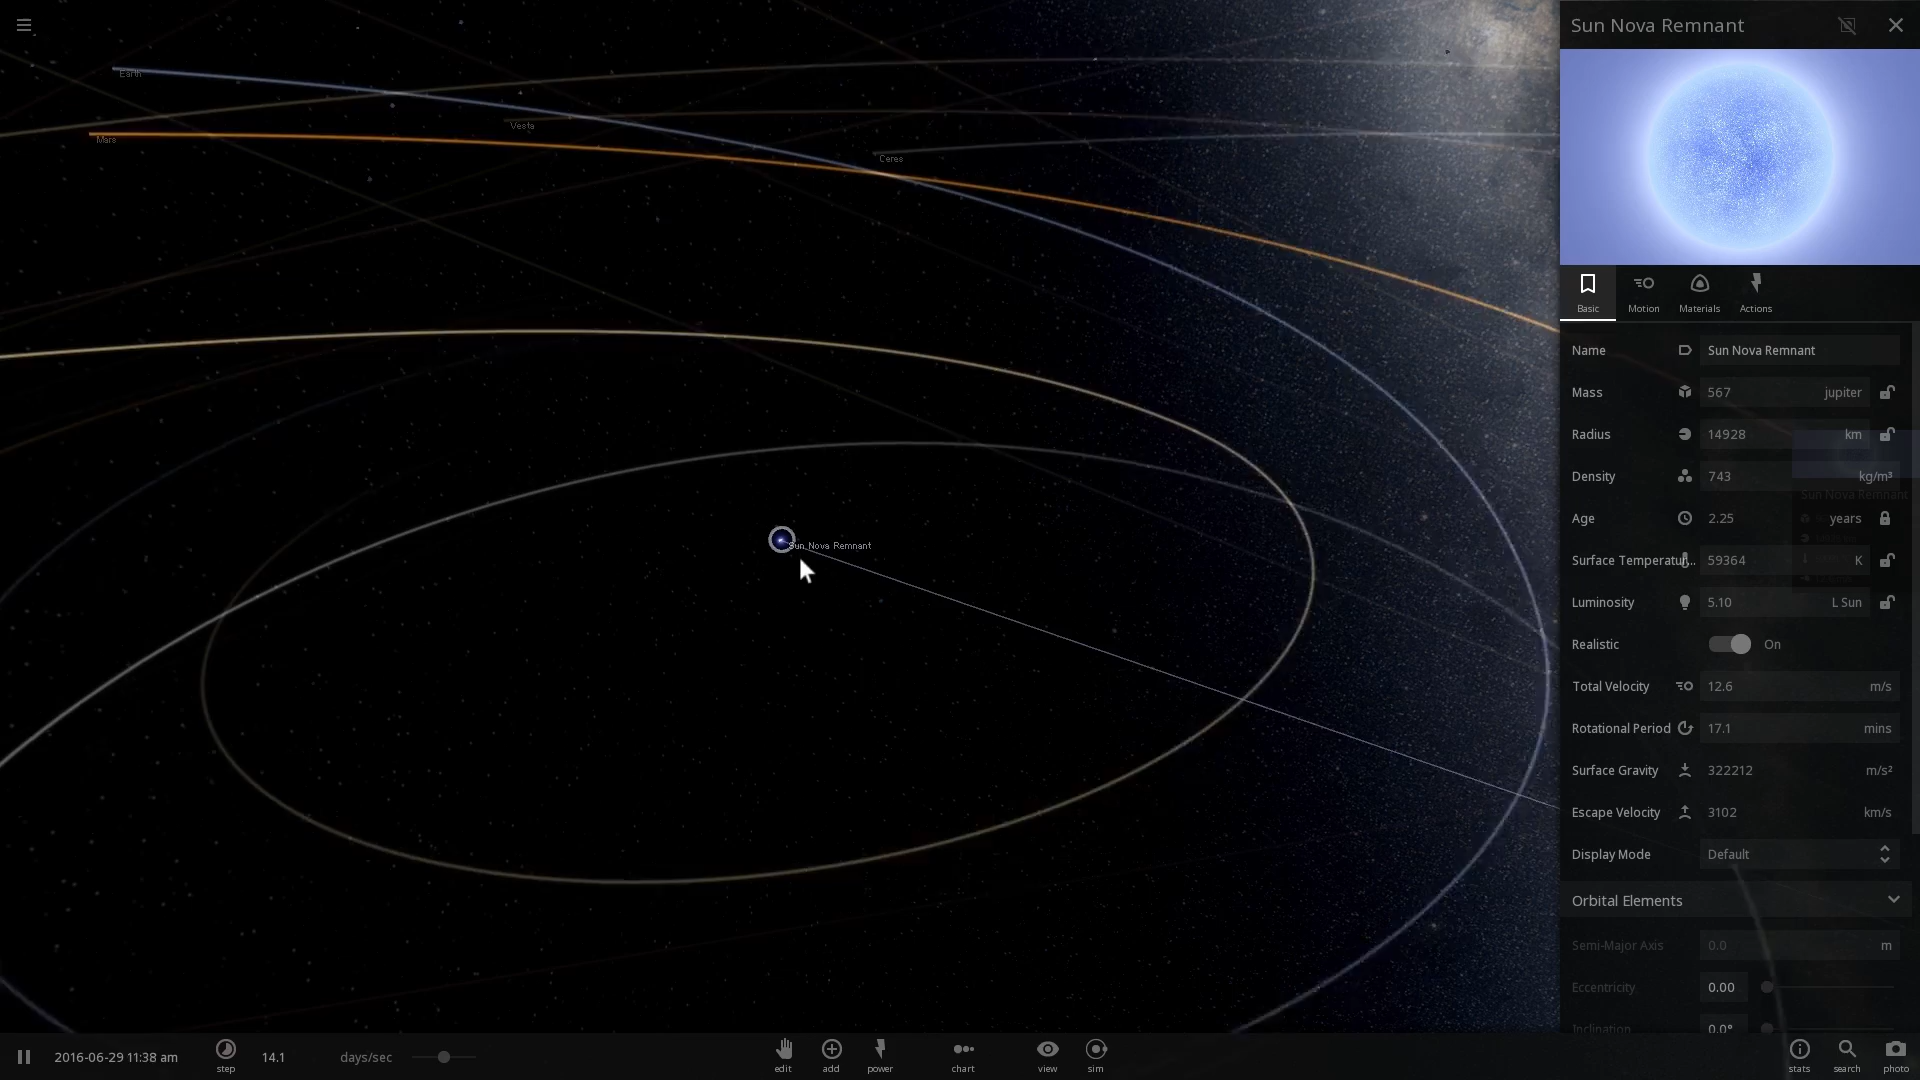 Sun Nova Remnant
Earth
Mars
Vesta
Ceres
Sun Nova Remnant
Basic
Motion
Materials
Actions
Name Sun Nova Remnant
Mass 567 jupiter
Radius 14928 km
Density 743 kg/m³
Sun Nova Remnant
Age 2.25 years
Surface Temperatur... 59364 K
Luminosity 5.10 L Sun
Realistic On
Total Velocity 12.6 m/s
Rotational Period 17.1 mins
Surface Gravity 322212 m/s²
Escape Velocity 3102 km/s
Display Mode Default
Orbital Elements
Semi-Major Axis 0.0 m
Eccentricity 0.00
Inclination 0.0°
2016-06-29 11:38 am
step
14.1 days/sec
edit
add
power
chart
view
sim
stats
search
photo